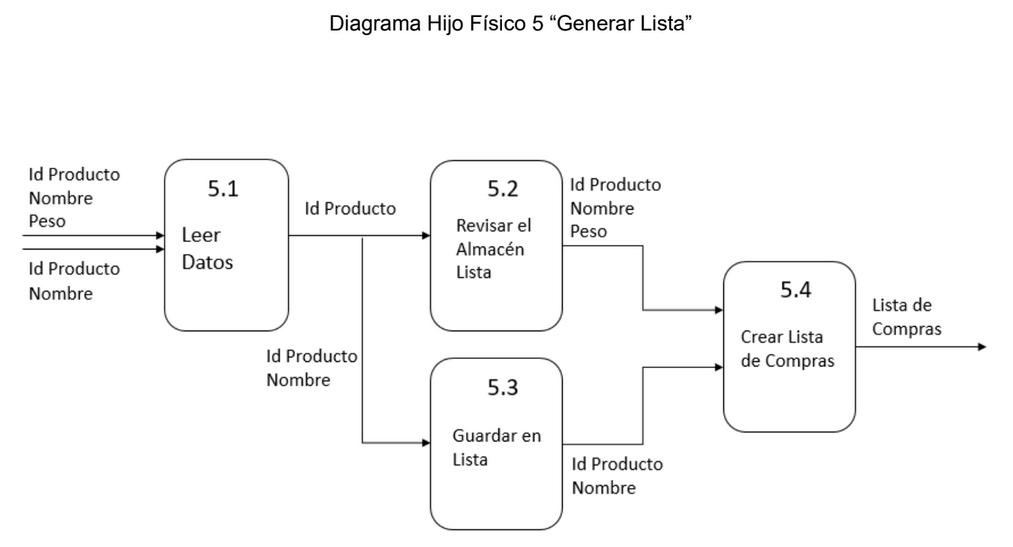 Diagrama Hijo Físico 5 “Generar Lista”
Id Producto
Nombre
Peso
Id Producto
Nombre
5.1
Leer
Datos
Id Producto
Id Producto
Nombre
5.2
Revisar el
Almacén
Lista
Id Producto
Nombre
Peso
5.3
Guardar en
Lista
Id Producto
Nombre
5.4
Crear Lista
de Compras
Lista de
Compras